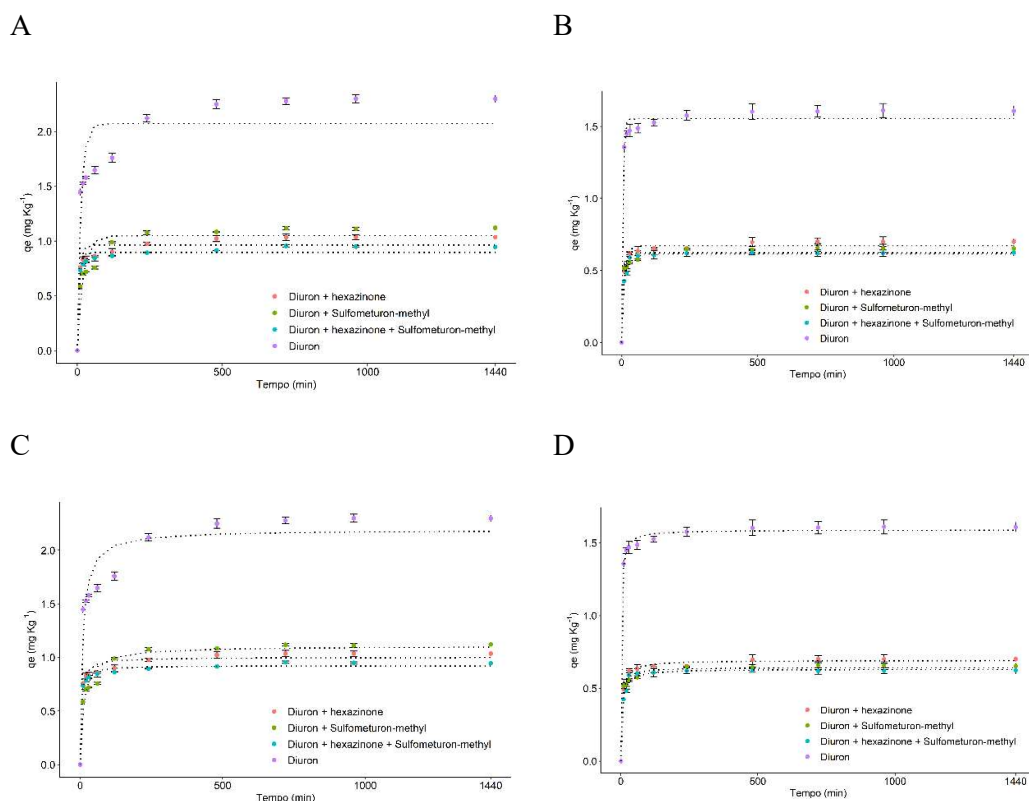 A
B
2.0
1.5
1.0
0.5
0.0
qe (mg Kg⁻¹)
Diuron + hexazinone
Diuron + Sulfometuron-methyl
Diuron + hexazinone + Sulfometuron-methyl
Diuron
0
500
1000
1440
Tempo (min)
1.5
1.0
0.5
0.0
qe (mg Kg⁻¹)
Diuron + hexazinone
Diuron + Sulfometuron-methyl
Diuron + hexazinone + Sulfometuron-methyl
Diuron
0
500
1000
1440
Tempo (min)
C
D
2.0
1.5
1.0
0.5
0.0
qe (mg Kg⁻¹)
Diuron + hexazinone
Diuron + Sulfometuron-methyl
Diuron + hexazinone + Sulfometuron-methyl
Diuron
0
500
1000
1440
Tempo (min)
1.5
1.0
0.5
0.0
qe (mg Kg⁻¹)
Diuron + hexazinone
Diuron + Sulfometuron-methyl
Diuron + hexazinone + Sulfometuron-methyl
Diuron
0
500
1000
1440
Tempo (min)